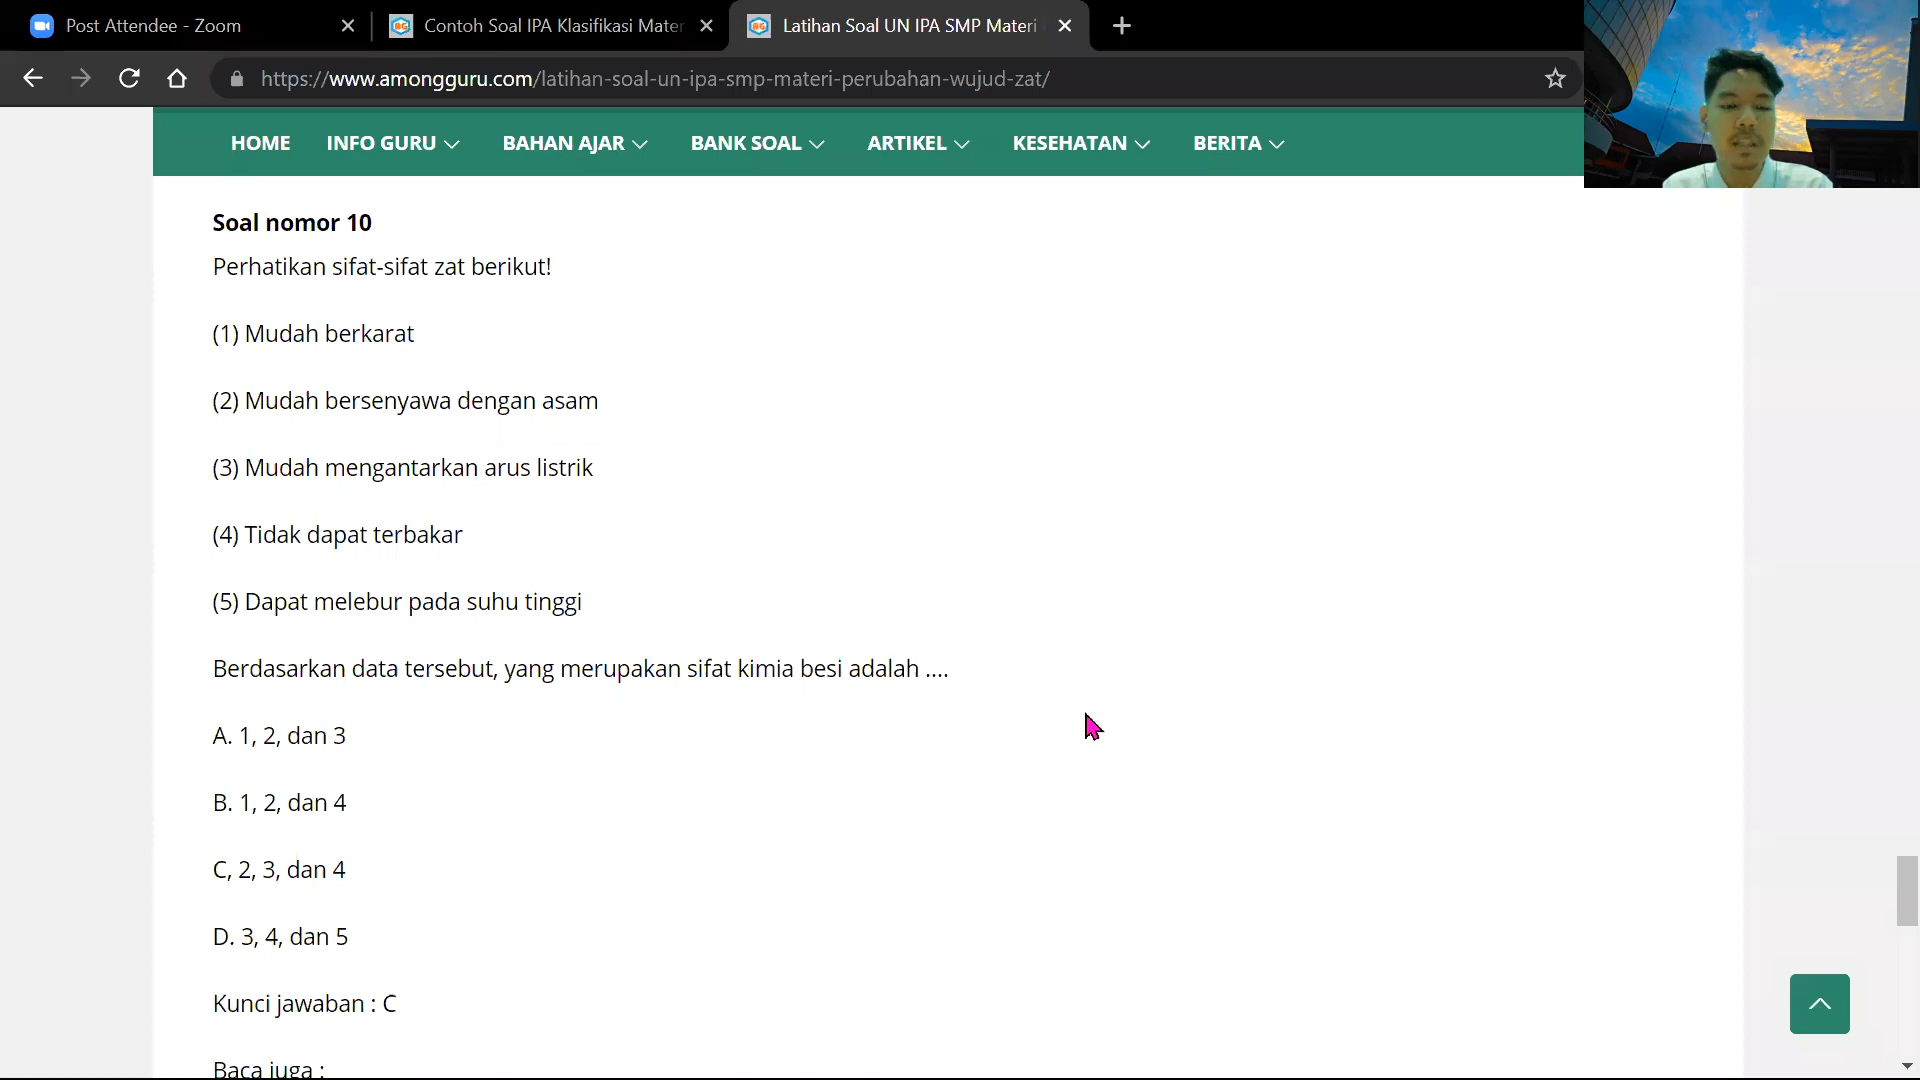 Post Attendee - Zoom
Contoh Soal IPA Klasifikasi Mater
Latihan Soal UN IPA SMP Materi
https://www.amongguru.com/latihan-soal-un-ipa-smp-materi-perubahan-wujud-zat/
HOME INFO GURU BAHAN AJAR BANK SOAL ARTIKEL KESEHATAN BERITA
Soal nomor 10
Perhatikan sifat-sifat zat berikut!
(1) Mudah berkarat
(2) Mudah bersenyawa dengan asam
(3) Mudah mengantarkan arus listrik
(4) Tidak dapat terbakar
(5) Dapat melebur pada suhu tinggi
Berdasarkan data tersebut, yang merupakan sifat kimia besi adalah ....
A. 1, 2, dan 3
B. 1, 2, dan 4
C, 2, 3, dan 4
D. 3, 4, dan 5
Kunci jawaban : C
Baca juga :